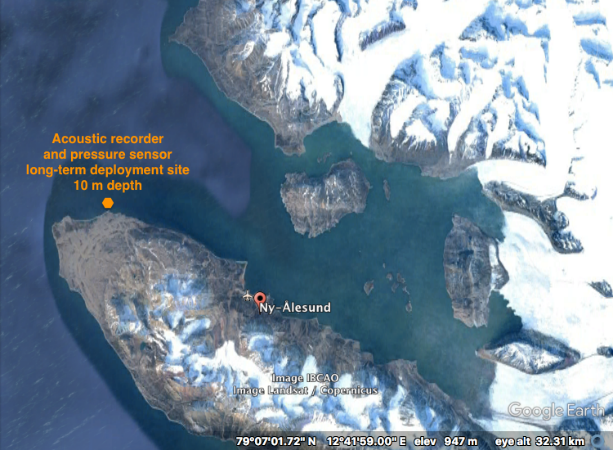 Acoustic recorder
and pressure sensor
long-term deployment site
10 m depth
Ny-Ålesund
Image IBCAO
Image Landsat / Copernicus
Google Earth
79°07'01.72" N 12°41'59.00" E elev 947 m eye alt 32.31 km